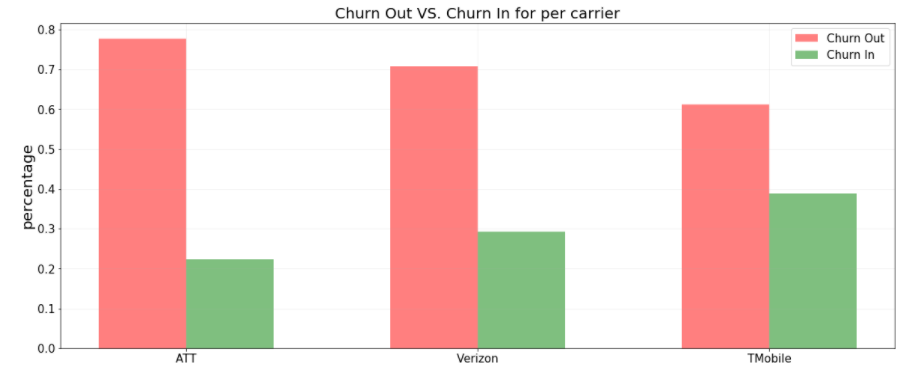 Churn Out VS. Churn In for per carrier
Churn Out
Churn In
percentage
0.8
0.7
0.6
0.5
0.4
0.3
0.2
0.1
0.0
ATT Verizon TMobile